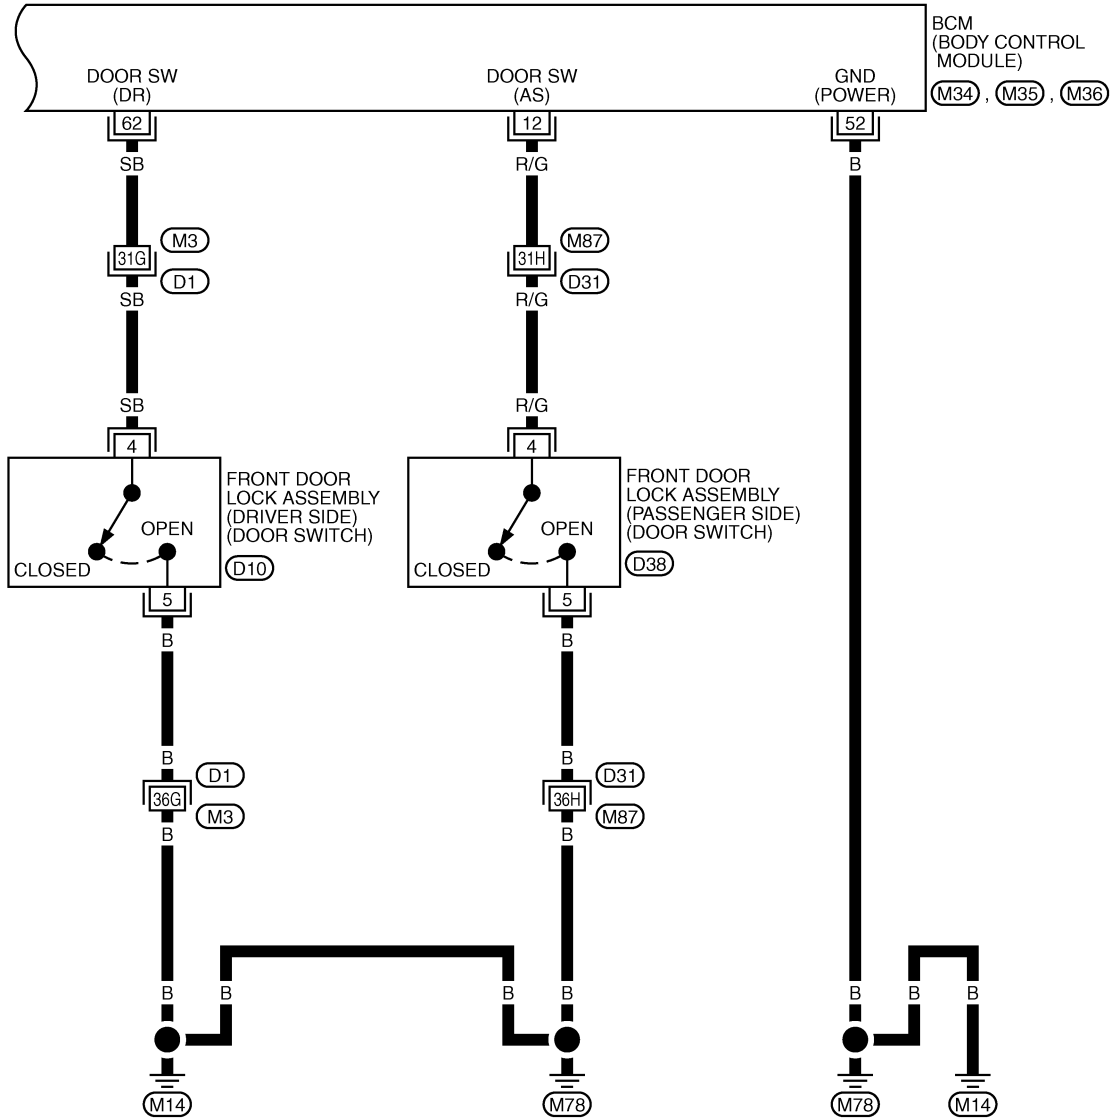 BCM
(BODY CONTROL
MODULE)
M34 , M35 , M36
DOOR SW
(DR)
DOOR SW
(AS)
GND
(POWER)
62
12
52
SB
R/G
B
M3
M87
31G
31H
D1
D31
SB
R/G
SB
R/G
4
4
FRONT DOOR
LOCK ASSEMBLY
(DRIVER SIDE)
(DOOR SWITCH)
D10
FRONT DOOR
LOCK ASSEMBLY
(PASSENGER SIDE)
(DOOR SWITCH)
D38
OPEN
CLOSED
OPEN
CLOSED
5
5
B
B
B
B
D1
D31
36G
36H
M3
M87
B
B
B
B
B
B
B
B
B
M14
M78
M78
M14